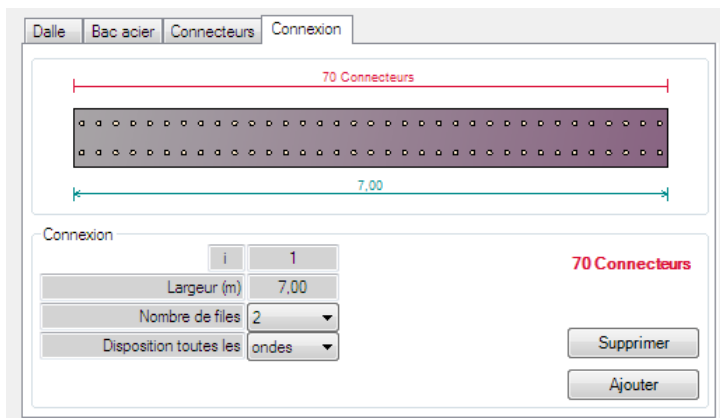 Dalle Bac acier Connecteurs Connexion
70 Connecteurs
7,00
Connexion
i 1
70 Connecteurs
Largeur (m) 7,00
Nombre de files 2
Disposition toutes les ondes
Supprimer
Ajouter